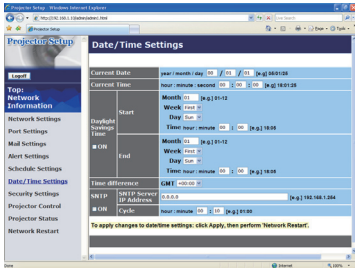 Projector Setup - Windows Internet Explorer
Projector Setup
Projector Setup
Date/Time Settings
Logoff
Top:
Network
Information
Network Settings
Port Settings
Mail Settings
Alert Settings
Schedule Settings
Date/Time Settings
Security Settings
Projector Control
Projector Status
Network Restart
Current Date year / month / day 00 / 01 / 01 [e.g] 05/01/25
Current Time hour : minute : second 00 : 00 : 00 [e.g] 18:01:25
Daylight Savings Time
ON
Start
Month 01 [e.g.] 01-12
Week First
Day Sun
Time hour : minute 00 : 00 [e.g.] 18:05
End
Month 01 [e.g.] 01-12
Week First
Day Sun
Time hour : minute 00 : 00 [e.g.] 18:05
Time difference GMT +00:00
SNTP
ON
SNTP Server IP Address 0.0.0.0 [e.g.] 192.168.1.254
Cycle hour : minute 00 : 10 [e.g.] 01:00
To apply changes to date/time settings: click Apply, then perform 'Network Restart'.
Done
Internet
100%